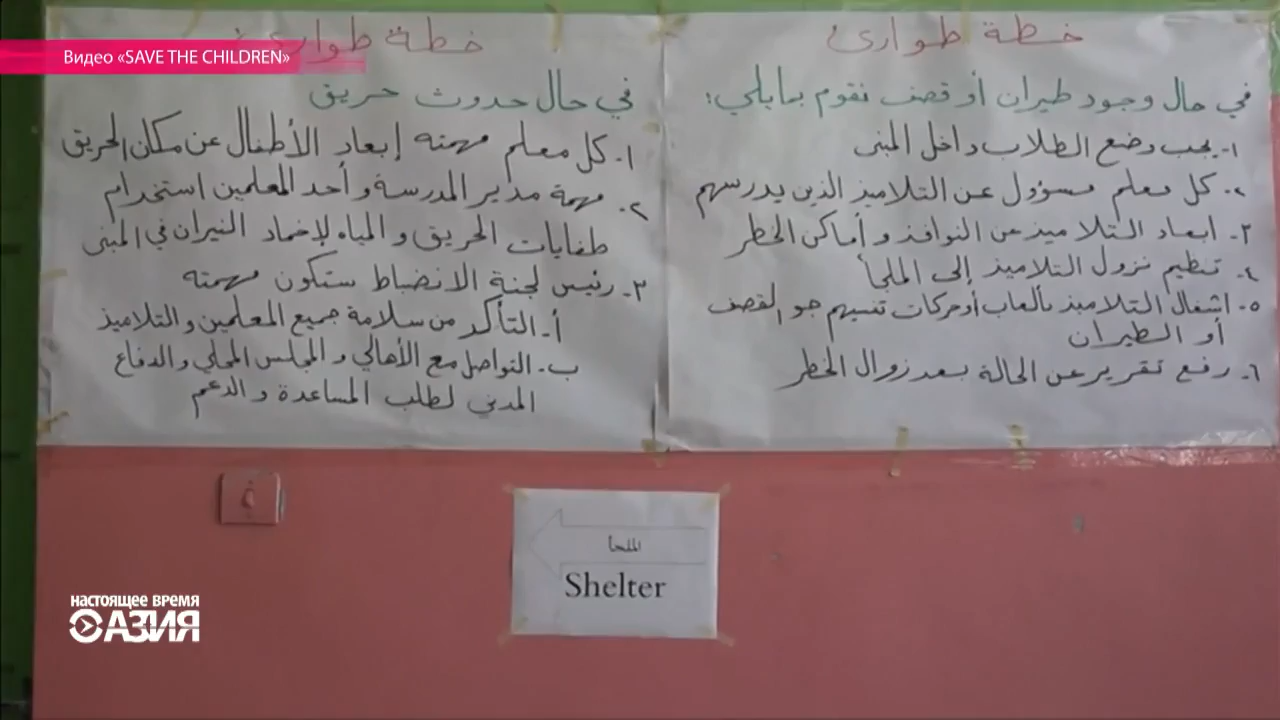 Видео «SAVE THE CHILDREN»
خطة طوارئ
في حال وجود طيران أو قصف نقوم بمايلي:
١- يجب وضع الطلاب داخل المبنى
٢- كل معلم مسؤول عن التلاميذ الذين يدرسهم
٣- ابعاد التلاميذ عن النوافذ وأماكن الخطر
٤- تنظيم نزول التلاميذ إلى الملجأ
٥- اشغال التلاميذ بألعاب أو حركات تنسيهم جو القصف
أو الطيران
٦- رفع تقرير عن الحالة بعد زوال الخطر
خطة طوارئ
في حال حدوث حريق
١- كل معلم مهمته إبعاد الأطفال عن مكان الحريق
٢- مهمة مدير المدرسة وأحد المعلمين استخدام
طفايات الحريق والمياه لإخماد النيران في المبنى
٣- رئيس لجنة الانضباط ستكون مهمته
أ- التأكد من سلامة جميع المعلمين والتلاميذ
ب- التواصل مع الأهالي والمجلس المحلي والدفاع
المدني لطلب المساعدة والدعم
الملجأ
Shelter
НАСТОЯЩЕЕ ВРЕМЯ
АЗИЯ